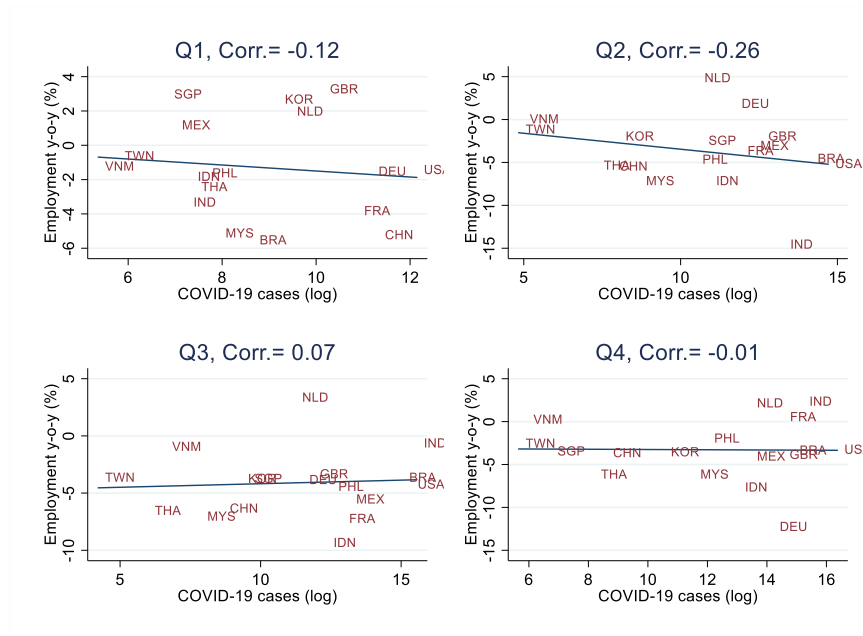 Q1, Corr.= -0.12
Employment y-o-y (%)
4
2
0
-2
-4
-6
SGP
KOR
GBR
NLD
MEX
TWN
VNM
IDN
PHL
THA
IND
MYS
BRA
DEU
USA
FRA
CHN
6 8 10 12
COVID-19 cases (log)
Q2, Corr.= -0.26
Employment y-o-y (%)
5
0
-5
-10
-15
NLD
DEU
VNM
TWN
KOR
SGP
GBR
MEX
FRA
THA
CHN
PHL
BRA
USA
MYS
IDN
IND
5 10 15
COVID-19 cases (log)
Q3, Corr.= 0.07
Employment y-o-y (%)
5
0
-5
-10
NLD
VNM
IND
TWN
KOR
SGP
DEU
GBR
PHL
BRA
USA
MEX
THA
MYS
CHN
FRA
IDN
5 10 15
COVID-19 cases (log)
Q4, Corr.= -0.01
Employment y-o-y (%)
5
0
-5
-10
-15
NLD
IND
VNM
FRA
TWN
SGP
CHN
KOR
PHL
MEX
GBR
BRA
US
THA
MYS
IDN
DEU
6 8 10 12 14 16
COVID-19 cases (log)